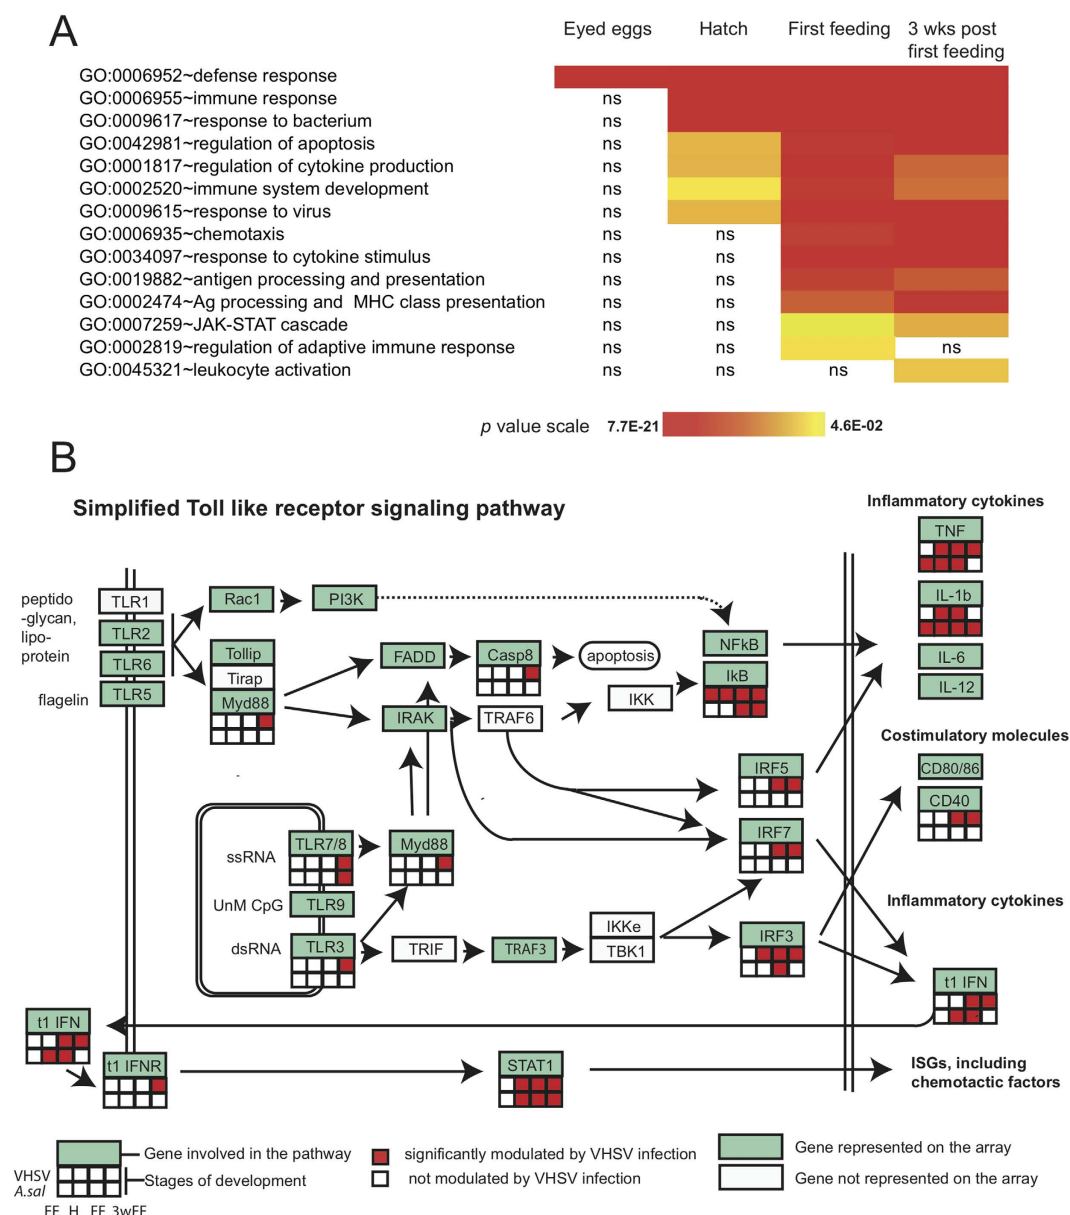 A
Eyed eggs Hatch First feeding 3 wks post
first feeding
GO:0006952~defense response
GO:0006955~immune response ns
GO:0009617~response to bacterium ns
GO:0042981~regulation of apoptosis ns
GO:0001817~regulation of cytokine production ns
GO:0002520~immune system development ns
GO:0009615~response to virus ns
GO:0006935~chemotaxis ns ns
GO:0034097~response to cytokine stimulus ns ns
GO:0019882~antigen processing and presentation ns ns
GO:0002474~Ag processing and MHC class presentation ns ns
GO:0007259~JAK-STAT cascade ns ns
GO:0002819~regulation of adaptive immune response ns ns ns
GO:0045321~leukocyte activation ns ns ns
p value scale 7.7E-21 4.6E-02
B
Simplified Toll like receptor signaling pathway
Inflammatory cytokines
TNF
peptido
-glycan,
lipo-
protein
flagelin
TLR1
TLR2
TLR6
TLR5
Rac1
PI3K
Tollip
Tirap
Myd88
FADD
Casp8
apoptosis
IRAK
TRAF6
IKK
NFkB
IkB
IL-1b
IL-6
IL-12
Costimulatory molecules
CD80/86
CD40
IRF5
IRF7
ssRNA
TLR7/8
Myd88
UnM CpG
TLR9
dsRNA
TLR3
TRIF
TRAF3
IKKe
TBK1
IRF3
Inflammatory cytokines
t1 IFN
t1 IFN
t1 IFNR
STAT1
ISGs, including
chemotactic factors
Gene involved in the pathway
VHSV
A.sal
Stages of development
significantly modulated by VHSV infection
not modulated by VHSV infection
Gene represented on the array
Gene not represented on the array
H 3wFF